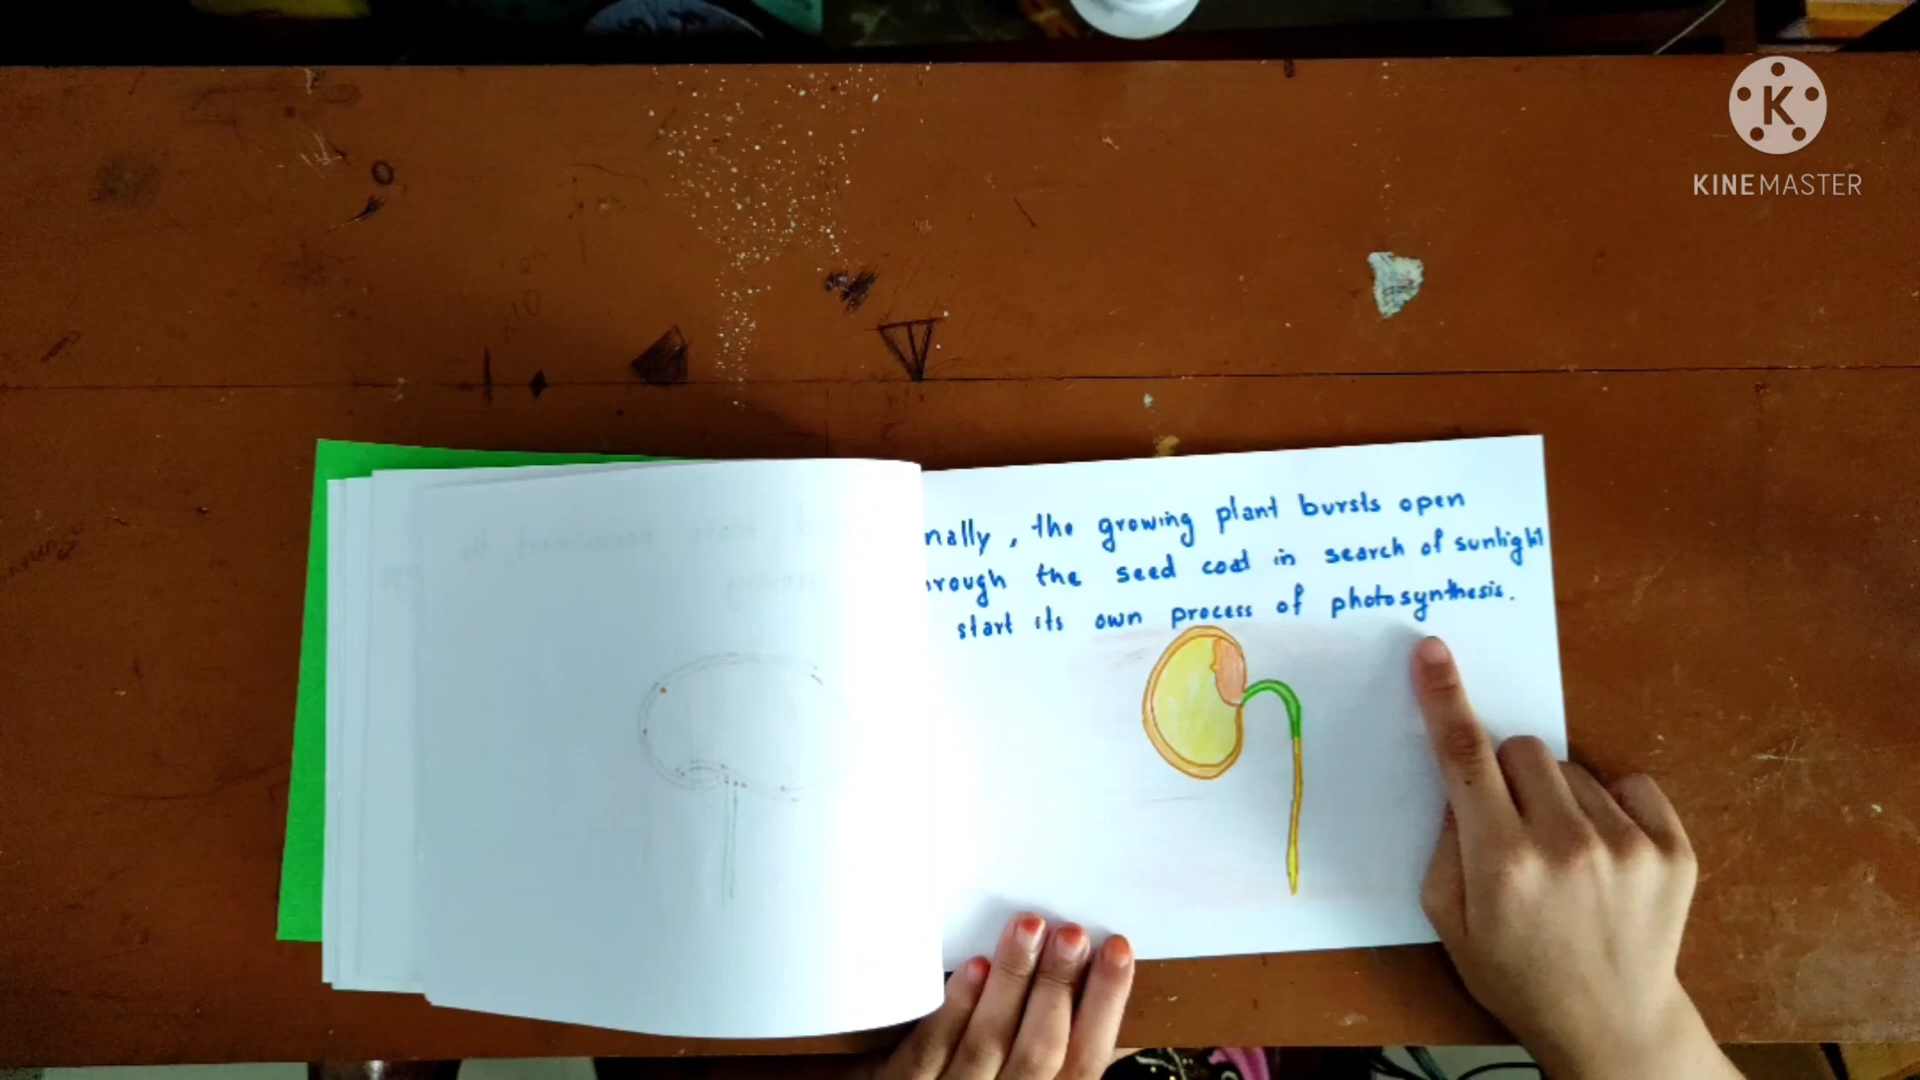 KINEMASTER
nally, the growing plant bursts open
hrough the seed coat in search of sunlight
start its own process of photosynthesis.